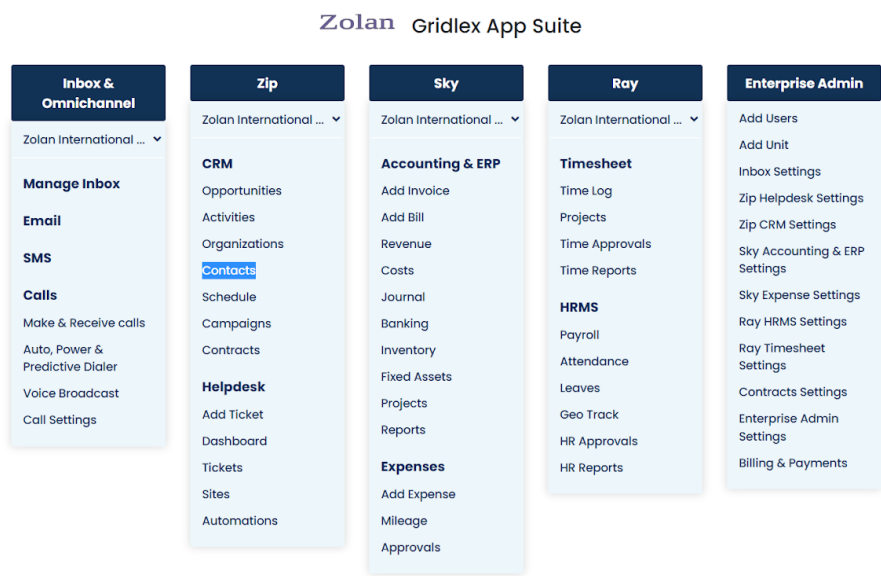 Zolan Gridlex App Suite
Inbox &
Omnichannel
Zolan International ...
Manage Inbox
Email
SMS
Calls
Make & Receive calls
Auto, Power &
Predictive Dialer
Voice Broadcast
Call Settings
Zip
Zolan International ...
CRM
Opportunities
Activities
Organizations
Contacts
Schedule
Campaigns
Contracts
Helpdesk
Add Ticket
Dashboard
Tickets
Sites
Automations
Sky
Zolan International ...
Accounting & ERP
Add Invoice
Add Bill
Revenue
Costs
Journal
Banking
Inventory
Fixed Assets
Projects
Reports
Expenses
Add Expense
Mileage
Approvals
Ray
Zolan International ...
Timesheet
Time Log
Projects
Time Approvals
Time Reports
HRMS
Payroll
Attendance
Leaves
Geo Track
HR Approvals
HR Reports
Enterprise Admin
Add Users
Add Unit
Inbox Settings
Zip Helpdesk Settings
Zip CRM Settings
Sky Accounting & ERP
Settings
Sky Expense Settings
Ray HRMS Settings
Ray Timesheet
Settings
Contracts Settings
Enterprise Admin
Settings
Billing & Payments